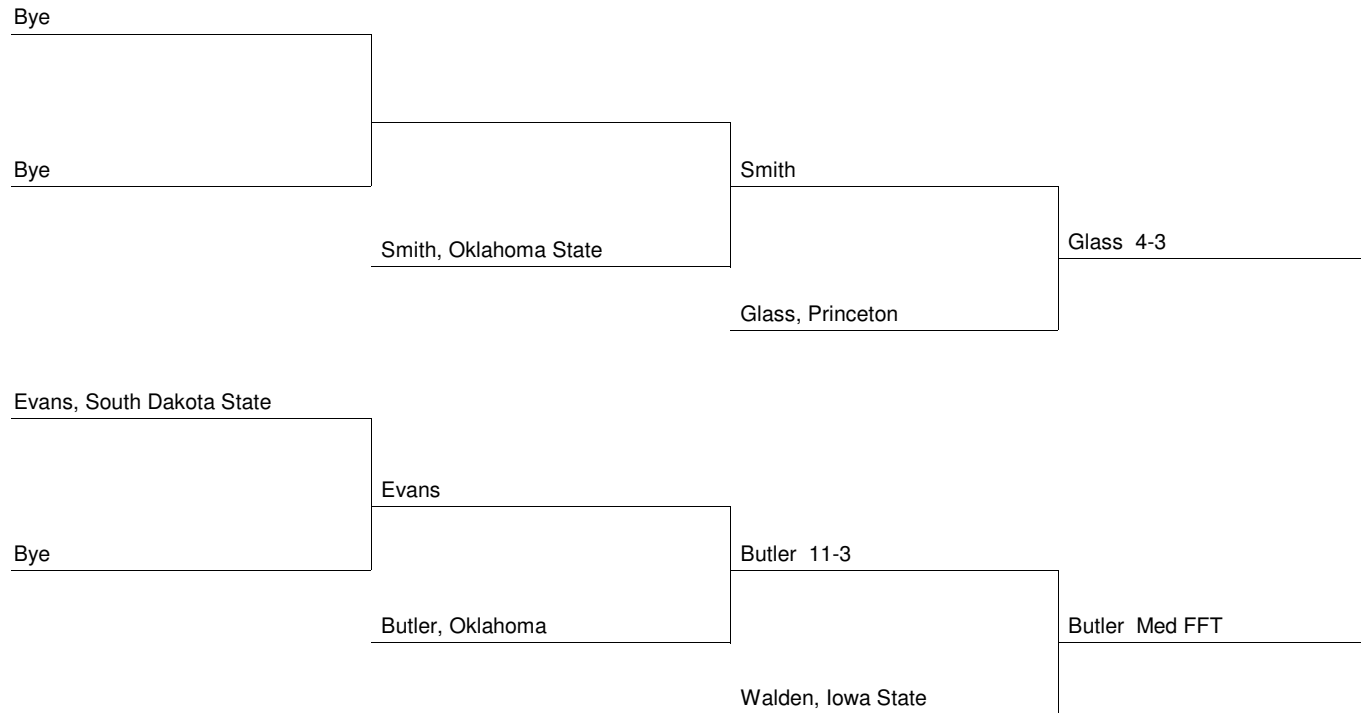 Bye
Bye
Smith
Smith, Oklahoma State
Glass  4-3
Glass, Princeton
Evans, South Dakota State
Evans
Bye
Butler  11-3
Butler, Oklahoma
Butler  Med FFT
Walden, Iowa State